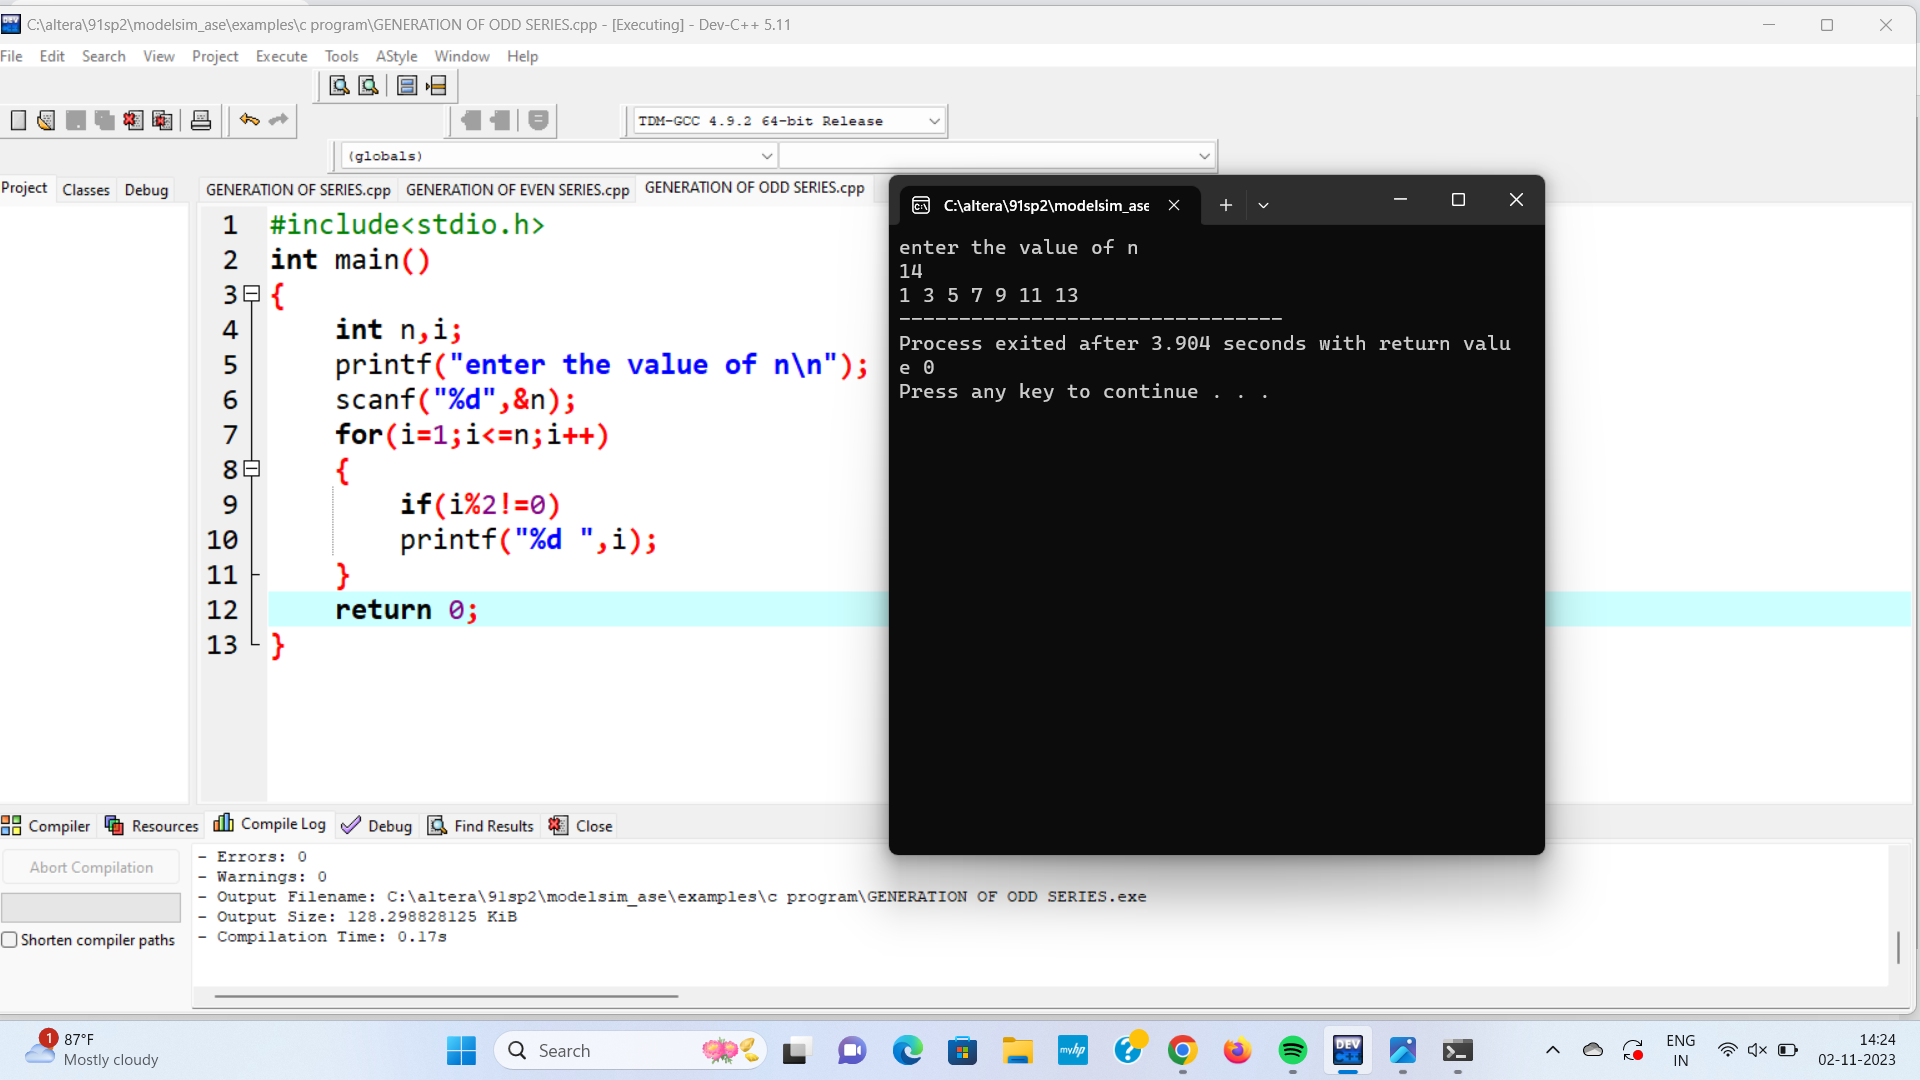 C:\altera\91sp2\modelsim_ase\examples\c program\GENERATION OF ODD SERIES.cpp - [Executing] - Dev-C++ 5.11
File Edit Search View Project Execute Tools AStyle Window Help
TDM-GCC 4.9.2 64-bit Release
(globals)
Project Classes Debug
GENERATION OF SERIES.cpp GENERATION OF EVEN SERIES.cpp GENERATION OF ODD SERIES.cpp
1 #include<stdio.h>
2 int main()
3 {
4 int n,i;
5 printf("enter the value of n\n");
6 scanf("%d",&n);
7 for(i=1;i<=n;i++)
8 {
9 if(i%2!=0)
10 printf("%d ",i);
11 }
12 return 0;
13 }
C:\altera\91sp2\modelsim_ase
enter the value of n
14
1 3 5 7 9 11 13
--------------------------------
Process exited after 3.904 seconds with return valu
e 0
Press any key to continue . . .
Compiler Resources Compile Log Debug Find Results Close
Abort Compilation
Shorten compiler paths
- Errors: 0
- Warnings: 0
- Output Filename: C:\altera\91sp2\modelsim_ase\examples\c program\GENERATION OF ODD SERIES.exe
- Output Size: 128.298828125 KiB
- Compilation Time: 0.17s
1
87°F
Mostly cloudy
Search
myhp
DEV
C++
ENG
IN
14:24
02-11-2023